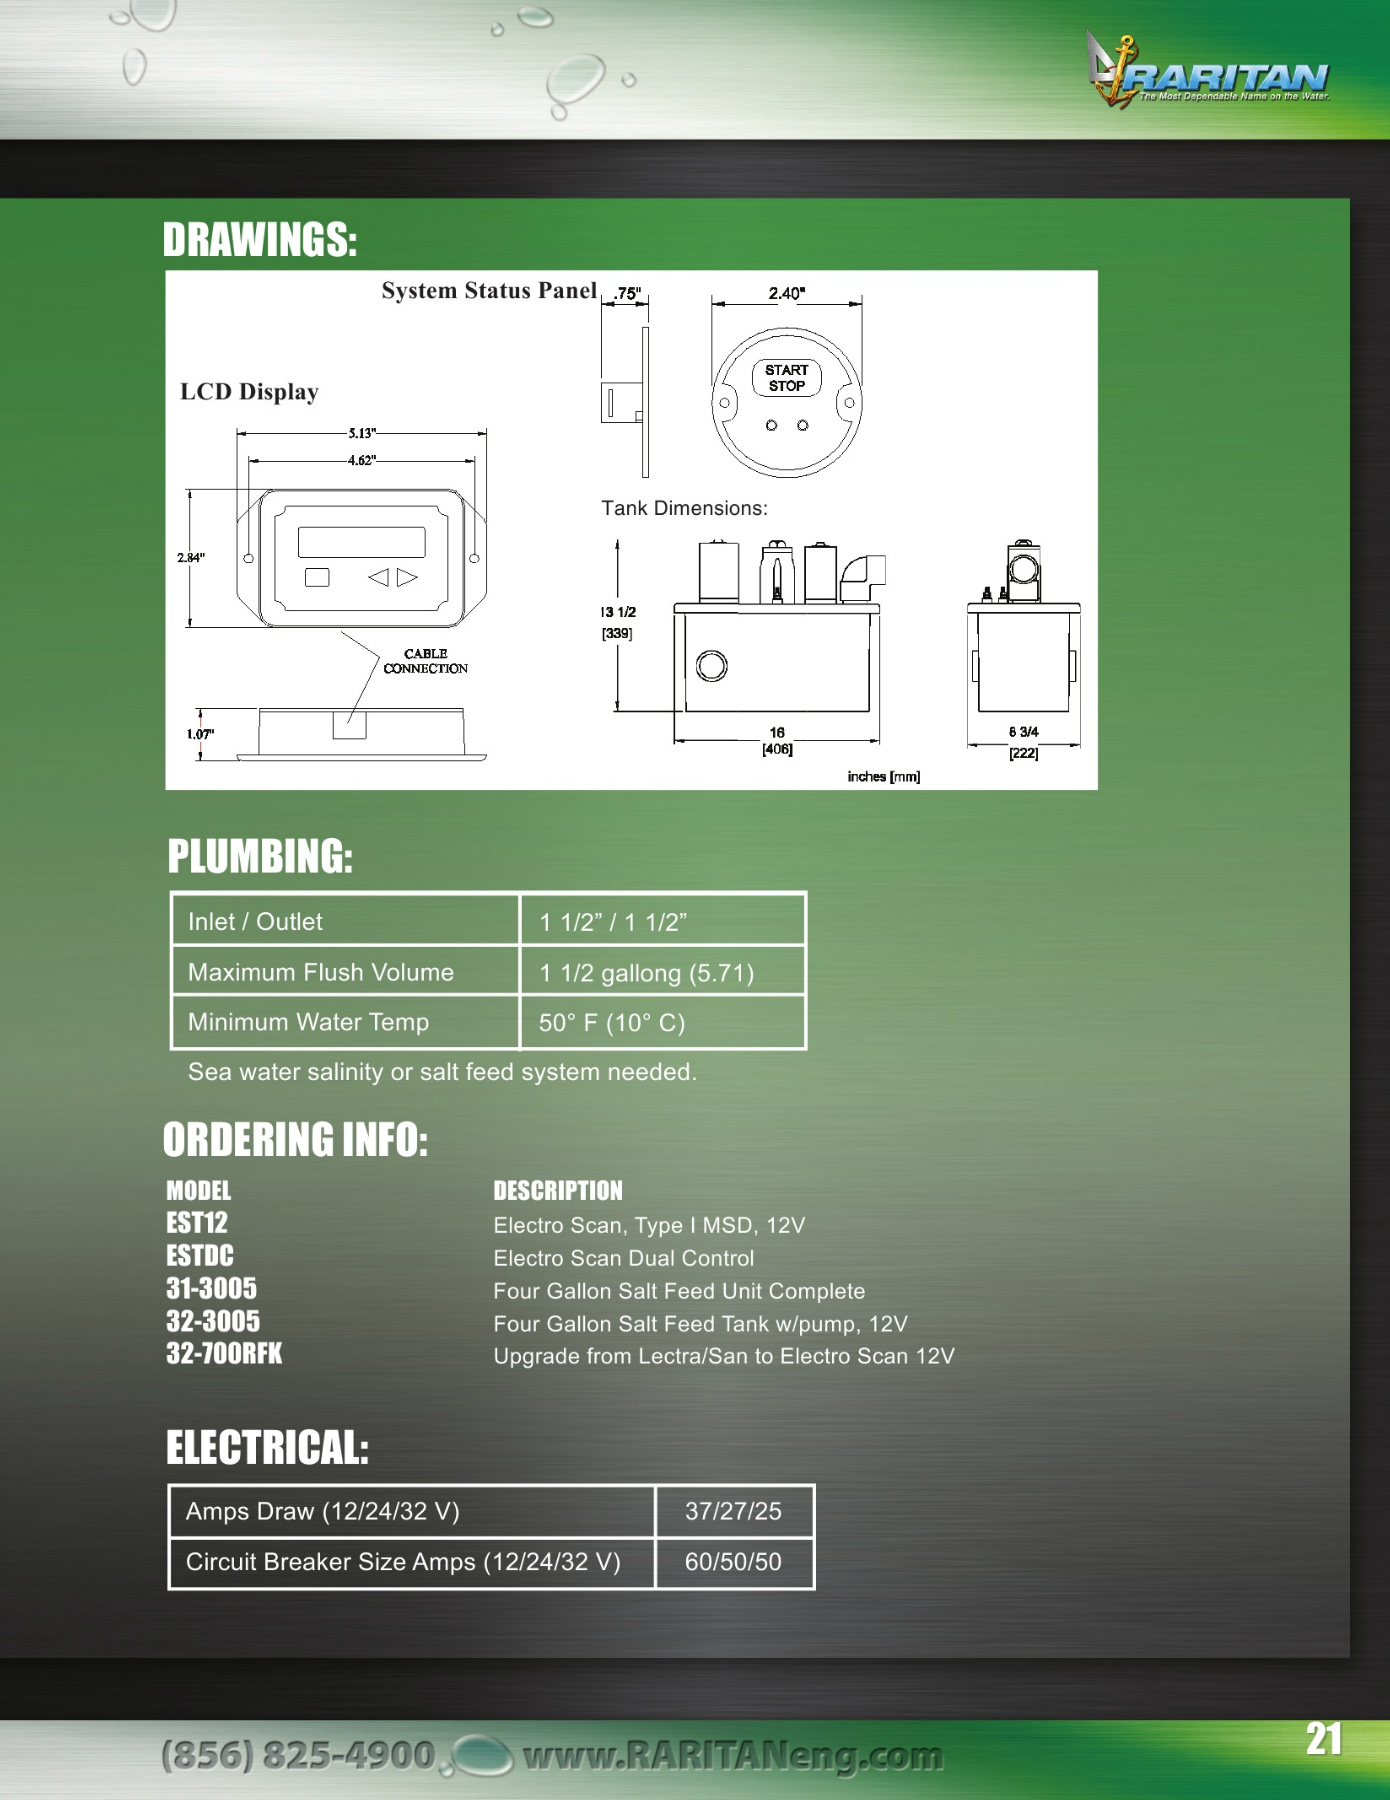 RARITAN
The Most Dependable Name on the Water.
DRAWINGS:
System Status Panel
.75"
2.40"
START
STOP
LCD Display
5.13"
4.62"
2.84"
CABLE
CONNECTION
1.07"
Tank Dimensions:
13 1/2
[339]
16
[406]
8 3/4
[222]
inches [mm]
PLUMBING:
Inlet / Outlet 1 1/2” / 1 1/2”
Maximum Flush Volume 1 1/2 gallong (5.71)
Minimum Water Temp 50° F (10° C)
Sea water salinity or salt feed system needed.
ORDERING INFO:
MODEL DESCRIPTION
EST12 Electro Scan, Type I MSD, 12V
ESTDC Electro Scan Dual Control
31-3005 Four Gallon Salt Feed Unit Complete
32-3005 Four Gallon Salt Feed Tank w/pump, 12V
32-700RFK Upgrade from Lectra/San to Electro Scan 12V
ELECTRICAL:
Amps Draw (12/24/32 V) 37/27/25
Circuit Breaker Size Amps (12/24/32 V) 60/50/50
(856) 825-4900 www.RARITANeng.com
21